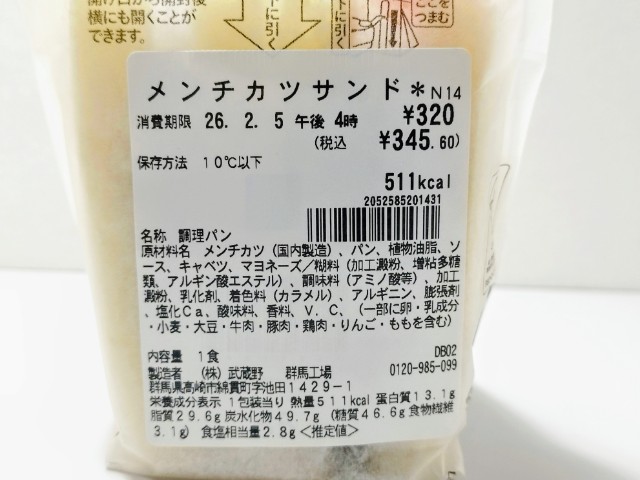 開け口から開封後
横にも開くことが
できます。
下に引く
ここを
つまむ
メンチカツサンド＊N14
消費期限 26. 2. 5 午後 4時 ¥320
(税込 ¥345.60)
保存方法 10℃以下
511kcal
2052585201431
名称 調理パン
原材料名 メンチカツ（国内製造）、パン、植物油脂、ソ
ース、キャベツ、マヨネーズ／糊料（加工澱粉、増粘多糖
類、アルギン酸エステル）、調味料（アミノ酸等）、加工
澱粉、乳化剤、着色料（カラメル）、アルギニン、膨張剤
、塩化Ca、酸味料、香料、V.C、（一部に卵・乳成分
・小麦・大豆・牛肉・豚肉・鶏肉・りんご・ももを含む）
内容量 1食 DB02
製造者 （株）武蔵野 群馬工場 0120-985-099
群馬県高崎市綿貫町字池田1429－1
栄養成分表示 1包装当り 熱量511kcal 蛋白質13.1g
脂質29.6g 炭水化物49.7g（糖質46.6g 食物繊維
3.1g） 食塩相当量2.8g＜推定値＞